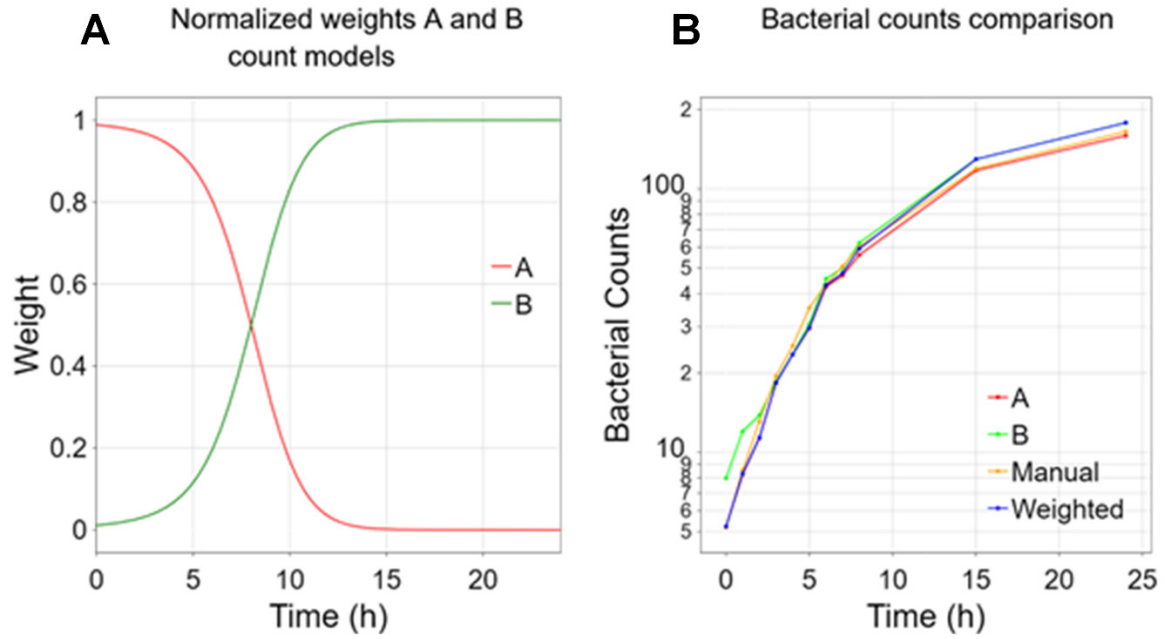 A
Normalized weights A and B
count models
Weight
1
0.8
0.6
0.4
0.2
0
0
5
10
15
20
Time (h)
A
B
B
Bacterial counts comparison
Bacterial Counts
2
100
9
8
7
6
5
4
3
2
10
9
8
7
6
5
0
5
10
15
20
25
Time (h)
A
B
Manual
Weighted